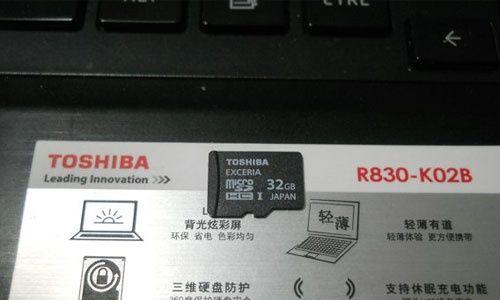 ALT
CTRL
TOSHIBA
Leading Innovation >>>
R830-K02B
TOSHIBA
EXCERIA
micro SD HC I
32GB
JAPAN
背光炫彩屏
环保 省电 色彩均匀
轻薄
轻薄有道
轻薄体验 更方便携带
三维硬盘防护
支持休眠充电功能